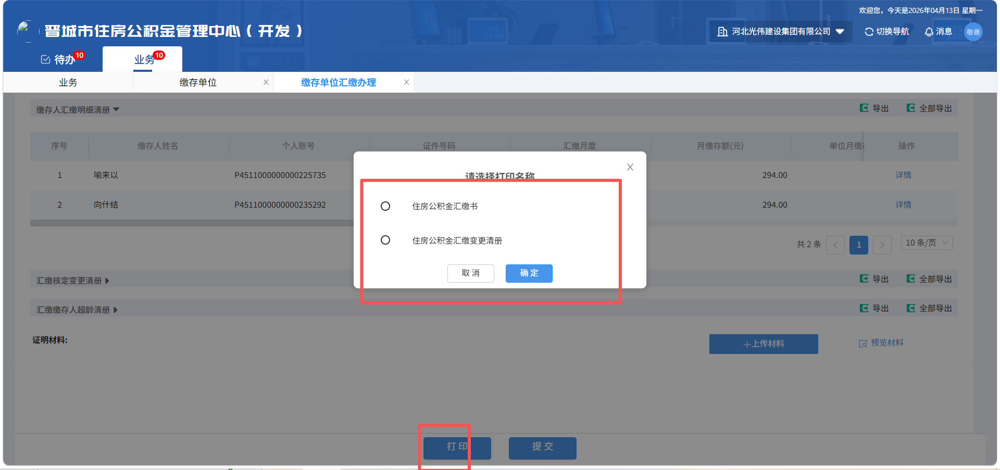 欢迎您，今天是2026年04月13日 星期一
晋城市住房公积金管理中心（开发）
河北光伟建设集团有限公司
切换导航
消息
敬德
待办 10
业务 10
业务
缴存单位
缴存单位汇缴办理
缴存人汇缴明细清册
导出
全部导出
序号 缴存人姓名 个人账号 证件号码 汇缴月度 月缴存额(元) 单位月缴存 操作
1 喻来以 P4511000000000225735 294.00 详情
2 向什结 P4511000000000235292 294.00 详情
请选择打印名称
住房公积金汇缴书
住房公积金汇缴变更清册
取消
确定
共 2 条 < 1 > 10 条/页
汇缴核定变更清册
导出
全部导出
汇缴缴存人超龄清册
导出
全部导出
证明材料:
上传材料
预览材料
打印
提交